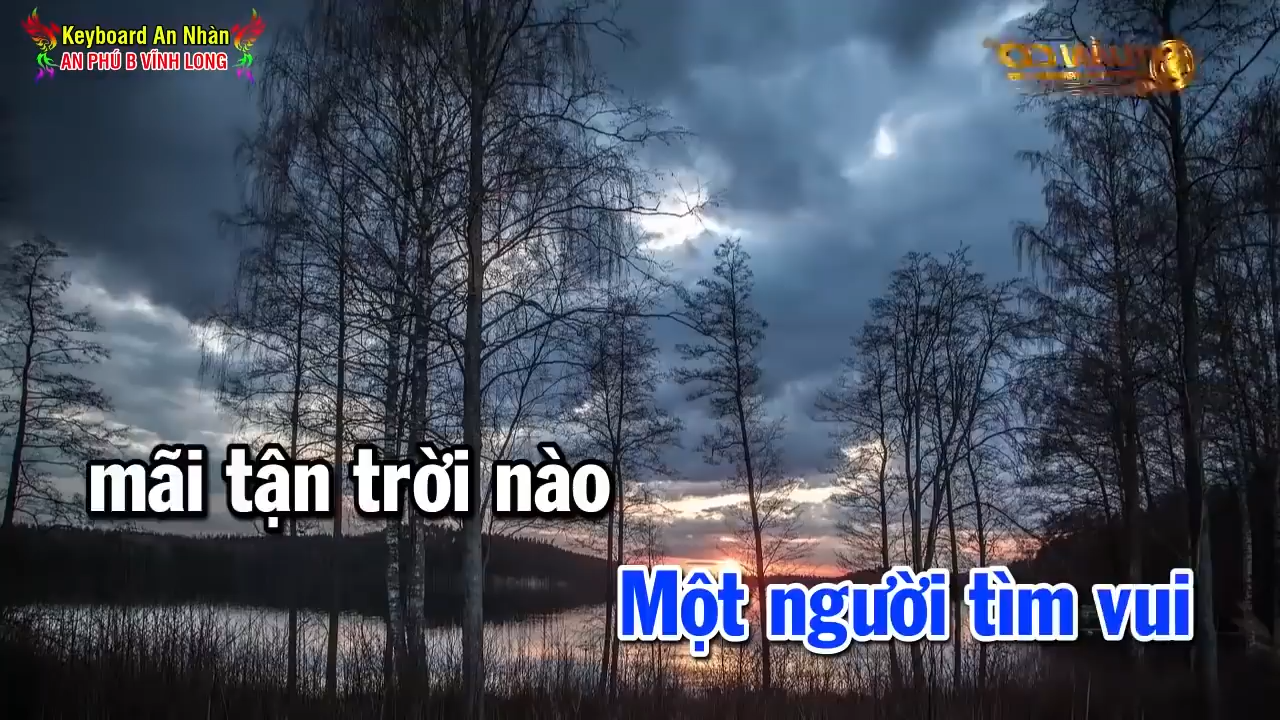 Keyboard An Nhàn
AN PHÚ B VĨNH LONG
mãi tận trời nào
Một người tìm vui